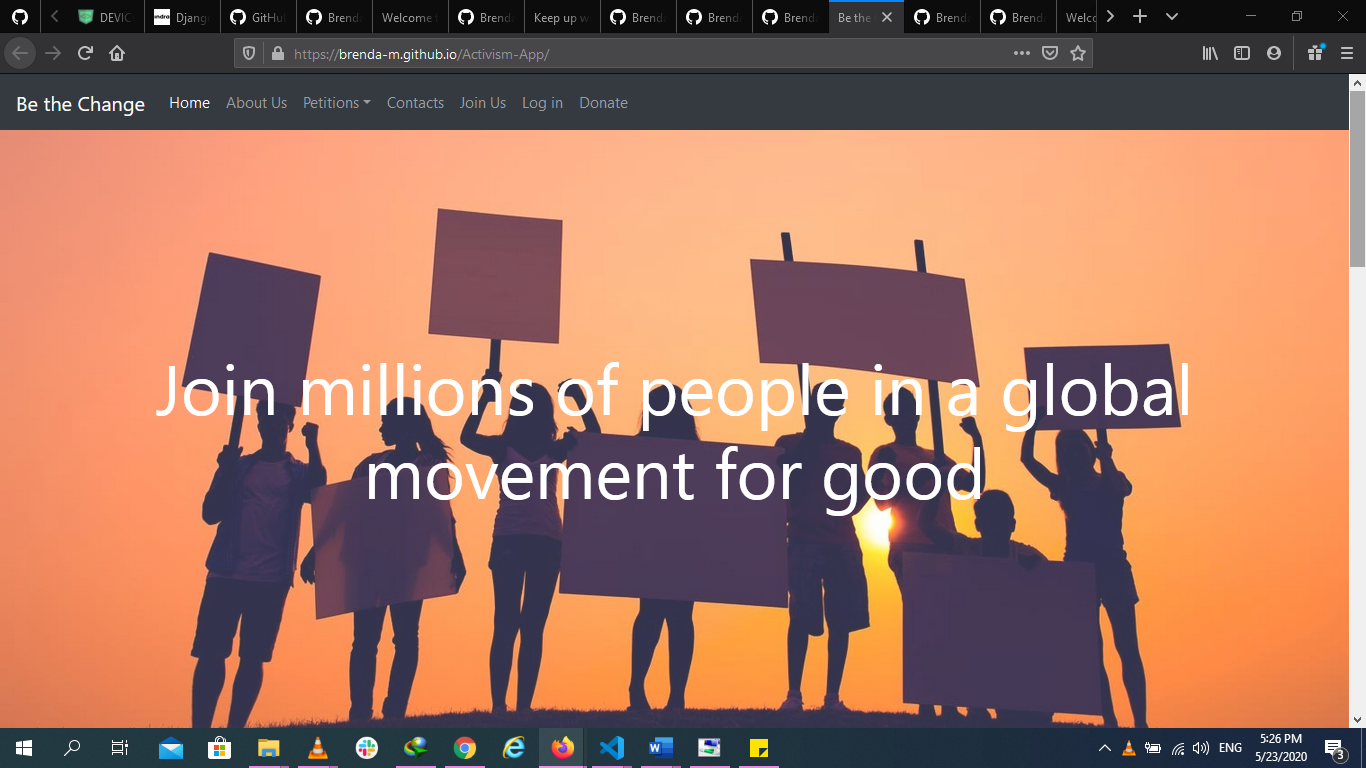 DEVIC
Djang
GitHu
Brenda
Welcome t
Brend
Keep up w
Brend
Brend
Brend
Be the
Brend
Brend
Welco
https://brenda-m.github.io/Activism-App/
Be the Change
Home
About Us
Petitions
Contacts
Join Us
Log in
Donate
Join millions of people in a global
movement for good
ENG
5:26 PM
5/23/2020
3